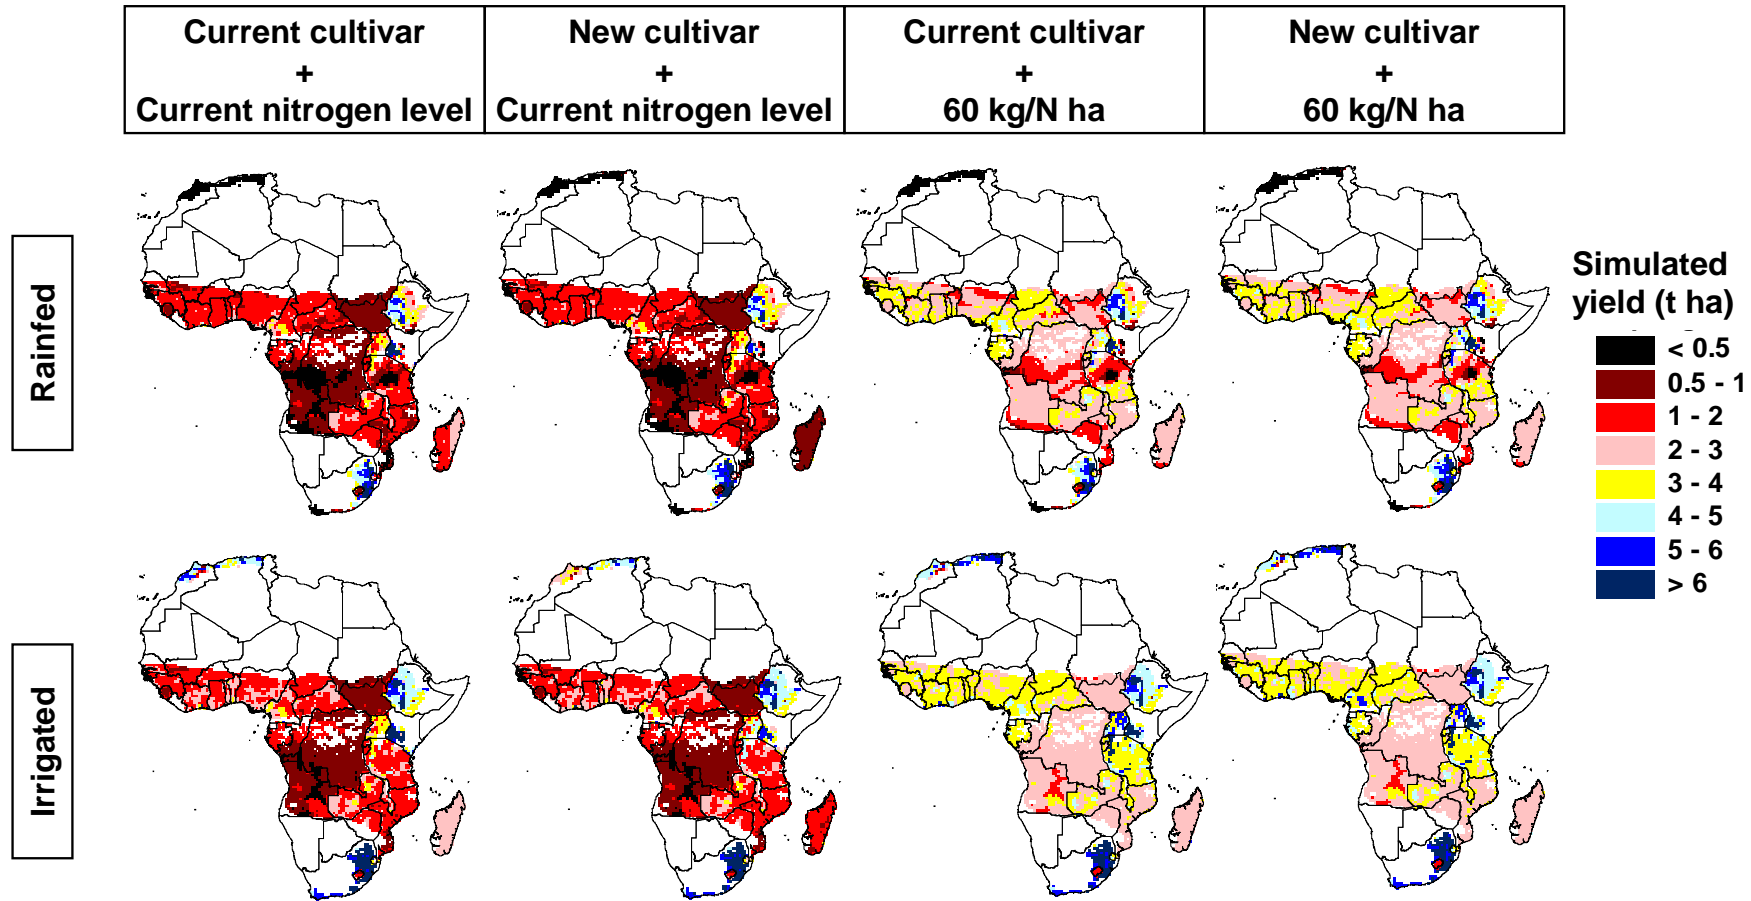 Current cultivar
+
Current nitrogen level
New cultivar
+
Current nitrogen level
Current cultivar
+
60 kg/N ha
New cultivar
+
60 kg/N ha
Rainfed
Irrigated
Simulated
yield (t ha)
< 0.5
0.5 - 1
1 - 2
2 - 3
3 - 4
4 - 5
5 - 6
> 6